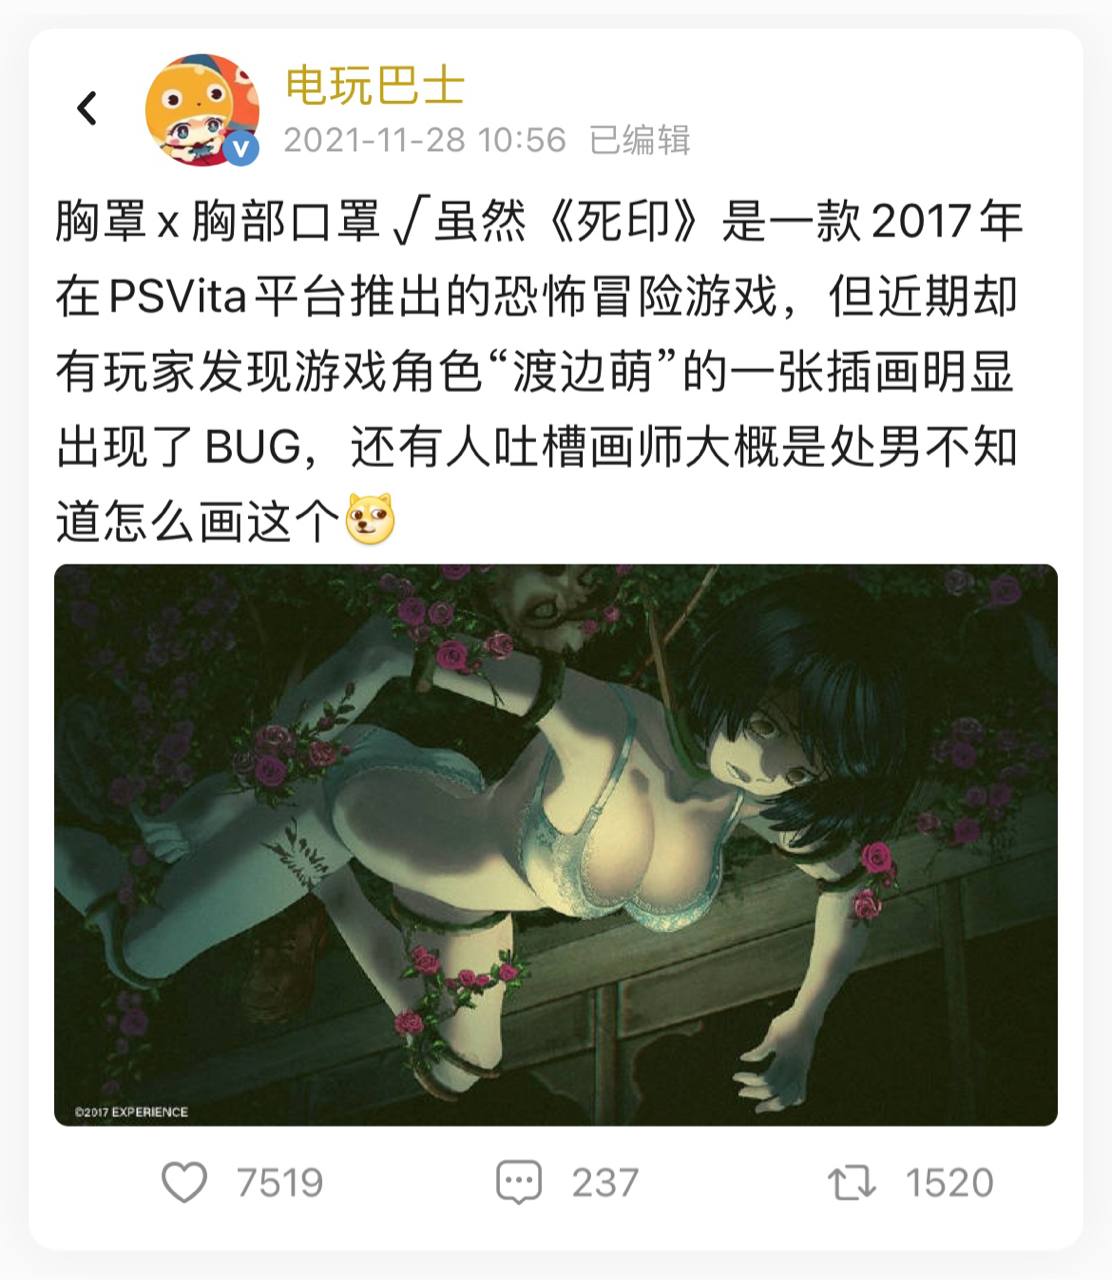 电玩巴士
2021-11-28 10:56 已编辑
胸罩 x 胸部口罩 √虽然《死印》是一款 2017 年
在 PSVita 平台推出的恐怖冒险游戏，但近期却
有玩家发现游戏角色“渡边萌”的一张插画明显
出现了 BUG，还有人吐槽画师大概是处男不知
道怎么画这个
©2017 EXPERIENCE
7519 237 1520